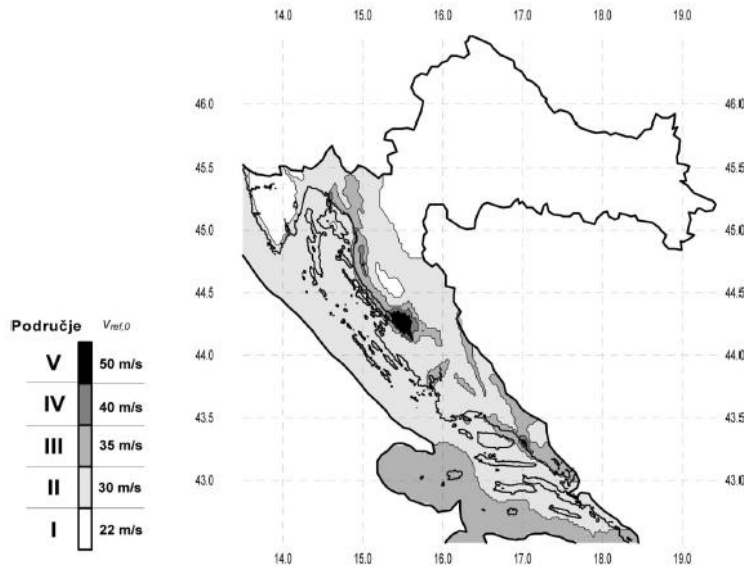 14.0 15.0 16.0 17.0 18.0 19.0
46.0 46.0
45.5 45.5
45.0 45.0
44.5 44.5
44.0 44.0
43.5 43.5
43.0 43.0
14.0 15.0 16.0 17.0 18.0 19.0
Područje Vref,0
V 50 m/s
IV 40 m/s
III 35 m/s
II 30 m/s
I 22 m/s